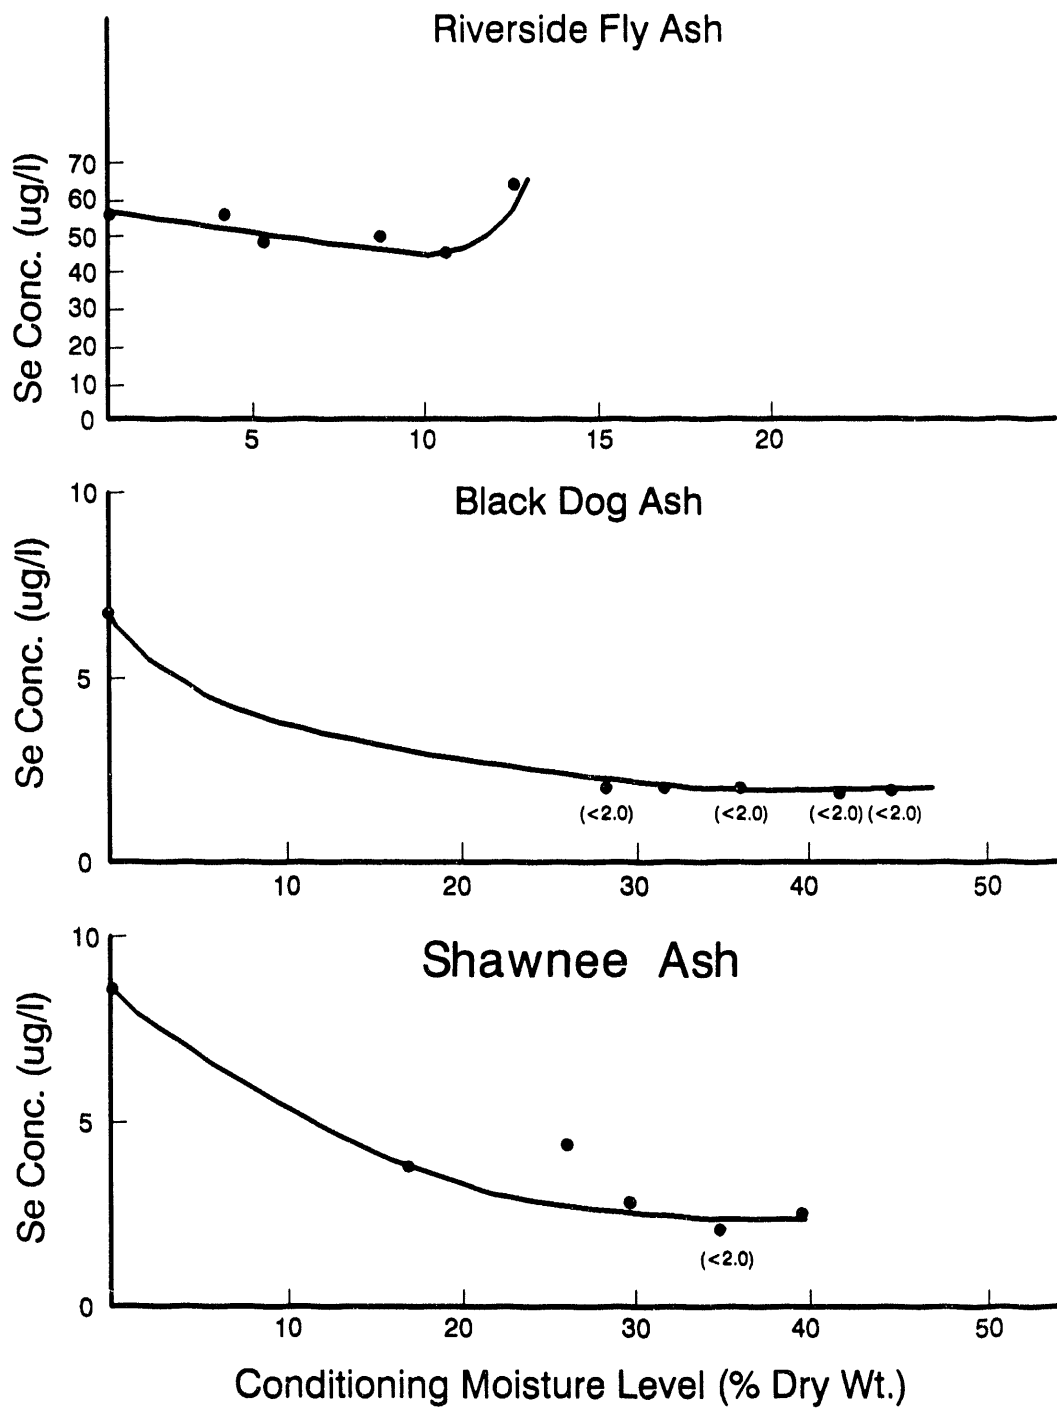 Riverside Fly Ash
Se Conc. (ug/l)
70
60
50
40
30
20
10
0
5 10 15 20
Black Dog Ash
Se Conc. (ug/l)
10
5
0
(<2.0) (<2.0) (<2.0) (<2.0)
10 20 30 40 50
Shawnee Ash
Se Conc. (ug/l)
10
5
0
(<2.0)
10 20 30 40 50
Conditioning Moisture Level (% Dry Wt.)